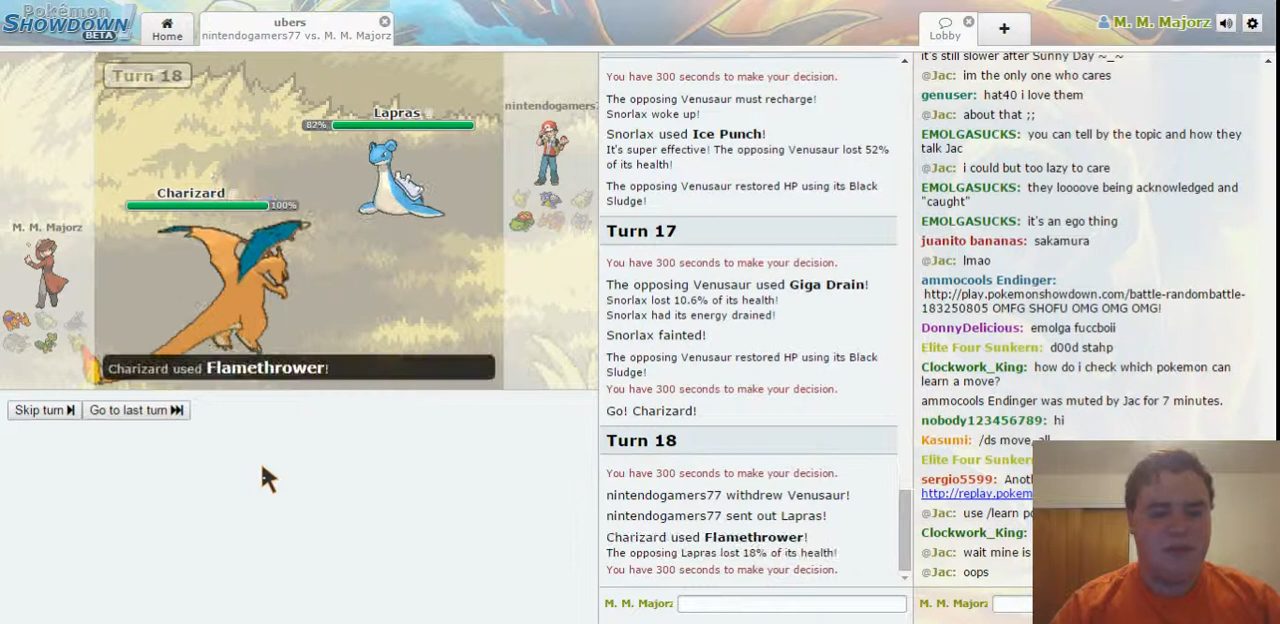 Pokémon
SHOWDOWN
BETA
Home
ubers
nintendogamers77 vs. M. M. Majorz
Lobby
+
M. M. Majorz
Turn 18
Lapras
82%
Charizard
100%
nintendogamers7
M. M. Majorz
Charizard used Flamethrower!
Skip turn
Go to last turn
You have 300 seconds to make your decision.
The opposing Venusaur must recharge!
Snorlax woke up!
Snorlax used Ice Punch!
It's super effective! The opposing Venusaur lost 52%
of its health!
The opposing Venusaur restored HP using its Black
Sludge!
Turn 17
You have 300 seconds to make your decision.
The opposing Venusaur used Giga Drain!
Snorlax lost 10.6% of its health!
Snorlax had its energy drained!
Snorlax fainted!
The opposing Venusaur restored HP using its Black
Sludge!
You have 300 seconds to make your decision.
Go! Charizard!
Turn 18
You have 300 seconds to make your decision.
nintendogamers77 withdrew Venusaur!
nintendogamers77 sent out Lapras!
Charizard used Flamethrower!
The opposing Lapras lost 18% of its health!
You have 300 seconds to make your decision.
M. M. Majorz
it's still slower after Sunny Day ~_~
@Jac: im the only one who cares
genuser: hat40 i love them
@Jac: about that ;;
EMOLGASUCKS: you can tell by the topic and how they
talk Jac
@Jac: i could but too lazy to care
EMOLGASUCKS: they loooove being acknowledged and
"caught"
EMOLGASUCKS: it's an ego thing
juanito bananas: sakamura
@Jac: lmao
ammocools Endinger:
http://play.pokemonshowdown.com/battle-randombattle-
183250805 OMFG SHOFU OMG OMG OMG!
DonnyDelicious: emolga fuccboii
Elite Four Sunkern: d00d stahp
Clockwork_King: how do i check which pokemon can
learn a move?
ammocools Endinger was muted by Jac for 7 minutes.
nobody123456789: hi
Kasumi: /ds move, all
Elite Four Sunkern
sergio5599: Anot
http://replay.pokem
@Jac: use /learn po
Clockwork_King:
@Jac: wait mine is
@Jac: oops
M. M. Majorz